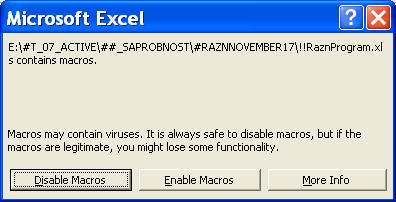 Microsoft Excel
E:\#T_07_ACTIVE\##_SAPROBNOST\#RAZNNOVEMBER17\!!RaznProgram.xl
s contains macros.
Macros may contain viruses. It is always safe to disable macros, but if the
macros are legitimate, you might lose some functionality.
Disable Macros
Enable Macros
More Info